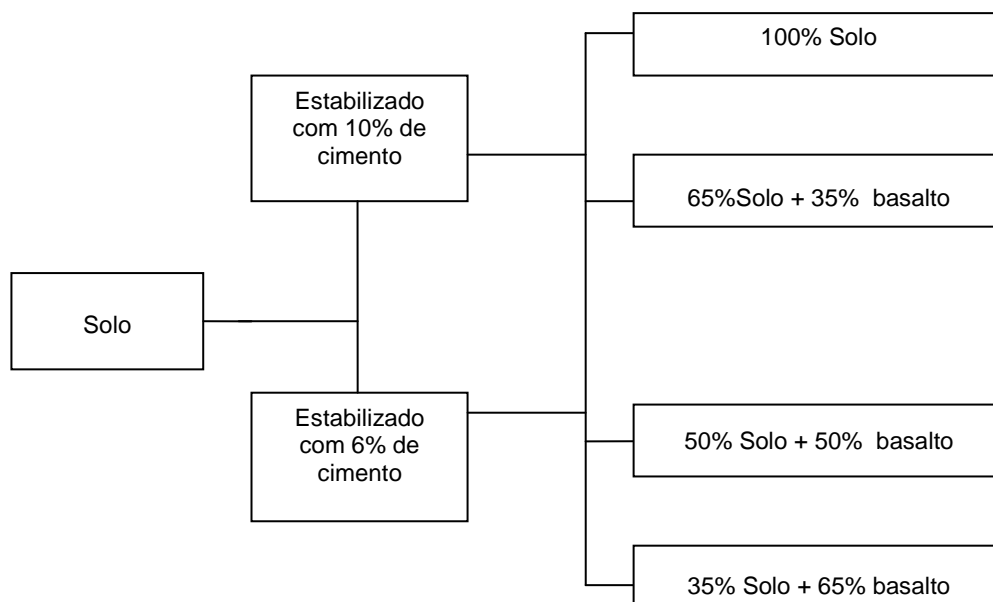 Solo
Estabilizado
com 10% de
cimento
Estabilizado
com 6% de
cimento
100% Solo
65%Solo + 35%  basalto
50% Solo + 50%  basalto
35% Solo + 65% basalto